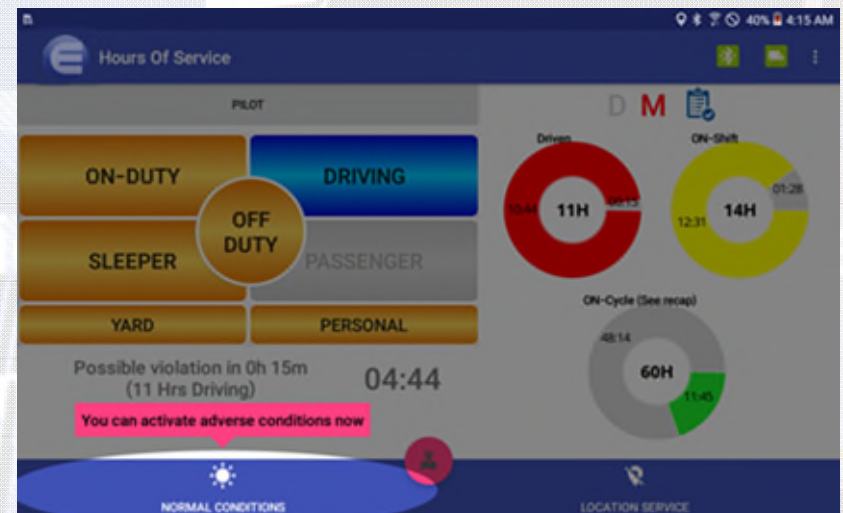 40% 4:15 AM
Hours Of Service
PILOT
D M
ON-DUTY
DRIVING
OFF DUTY
SLEEPER
PASSENGER
YARD
PERSONAL
Possible violation in 0h 15m
(11 Hrs Driving)
04:44
You can activate adverse conditions now
NORMAL CONDITIONS
LOCATION SERVICE
Driven
10:44
11H
00:15
ON-Shift
12:31
14H
01:28
ON-Cycle (See recap)
48:14
60H
11:45